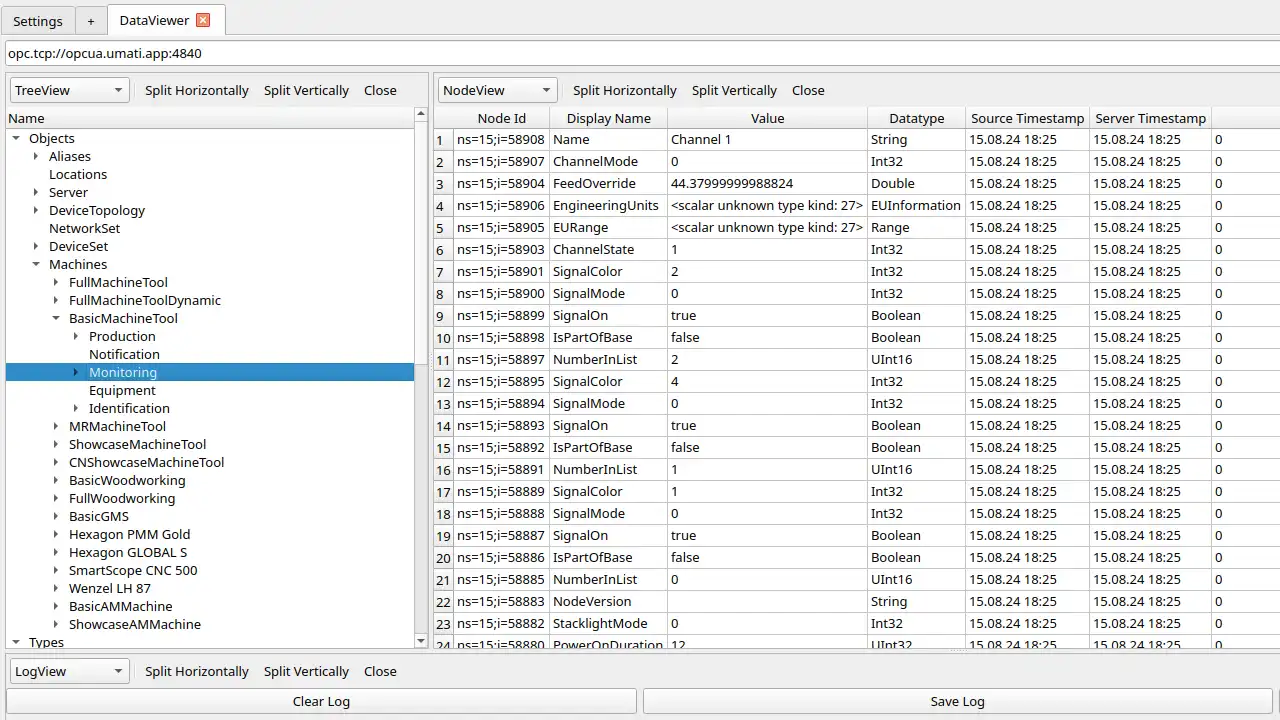 Settings + DataViewer
opc.tcp://opcua.umati.app:4840
TreeView Split Horizontally Split Vertically Close
Name
Objects
Aliases
Locations
Server
DeviceTopology
NetworkSet
DeviceSet
Machines
FullMachineTool
FullMachineToolDynamic
BasicMachineTool
Production
Notification
Monitoring
Equipment
Identification
MRMachineTool
ShowcaseMachineTool
CNShowcaseMachineTool
BasicWoodworking
FullWoodworking
BasicGMS
Hexagon PMM Gold
Hexagon GLOBAL S
SmartScope CNC 500
Wenzel LH 87
BasicAMMachine
ShowcaseAMMachine
Types
NodeView Split Horizontally Split Vertically Close
Node Id Display Name Value Datatype Source Timestamp Server Timestamp
1 ns=15;i=58908 Name Channel 1 String 15.08.24 18:25 15.08.24 18:25 0
2 ns=15;i=58907 ChannelMode 0 Int32 15.08.24 18:25 15.08.24 18:25 0
3 ns=15;i=58904 FeedOverride 44.37999999988824 Double 15.08.24 18:25 15.08.24 18:25 0
4 ns=15;i=58906 EngineeringUnits <scalar unknown type kind: 27> EUInformation 15.08.24 18:25 15.08.24 18:25 0
5 ns=15;i=58905 EURange <scalar unknown type kind: 27> Range 15.08.24 18:25 15.08.24 18:25 0
6 ns=15;i=58903 ChannelState 1 Int32 15.08.24 18:25 15.08.24 18:25 0
7 ns=15;i=58901 SignalColor 2 Int32 15.08.24 18:25 15.08.24 18:25 0
8 ns=15;i=58900 SignalMode 0 Int32 15.08.24 18:25 15.08.24 18:25 0
9 ns=15;i=58899 SignalOn true Boolean 15.08.24 18:25 15.08.24 18:25 0
10 ns=15;i=58898 IsPartOfBase false Boolean 15.08.24 18:25 15.08.24 18:25 0
11 ns=15;i=58897 NumberInList 2 UInt16 15.08.24 18:25 15.08.24 18:25 0
12 ns=15;i=58895 SignalColor 4 Int32 15.08.24 18:25 15.08.24 18:25 0
13 ns=15;i=58894 SignalMode 0 Int32 15.08.24 18:25 15.08.24 18:25 0
14 ns=15;i=58893 SignalOn true Boolean 15.08.24 18:25 15.08.24 18:25 0
15 ns=15;i=58892 IsPartOfBase false Boolean 15.08.24 18:25 15.08.24 18:25 0
16 ns=15;i=58891 NumberInList 1 UInt16 15.08.24 18:25 15.08.24 18:25 0
17 ns=15;i=58889 SignalColor 1 Int32 15.08.24 18:25 15.08.24 18:25 0
18 ns=15;i=58888 SignalMode 0 Int32 15.08.24 18:25 15.08.24 18:25 0
19 ns=15;i=58887 SignalOn true Boolean 15.08.24 18:25 15.08.24 18:25 0
20 ns=15;i=58886 IsPartOfBase false Boolean 15.08.24 18:25 15.08.24 18:25 0
21 ns=15;i=58885 NumberInList 0 UInt16 15.08.24 18:25 15.08.24 18:25 0
22 ns=15;i=58883 NodeVersion String 15.08.24 18:25 15.08.24 18:25 0
23 ns=15;i=58882 StacklightMode 0 Int32 15.08.24 18:25 15.08.24 18:25 0
24 ns=15;i=58880 PowerOnDuration 12 UInt32 15.08.24 18:25 15.08.24 18:25 0
LogView Split Horizontally Split Vertically Close
Clear Log Save Log